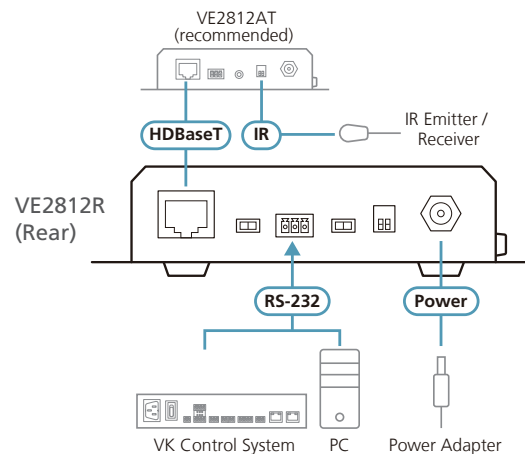 VE2812AT
(recommended)
HDBaseT
IR
IR Emitter /
Receiver
VE2812R
(Rear)
RS-232
Power
VK Control System
PC
Power Adapter